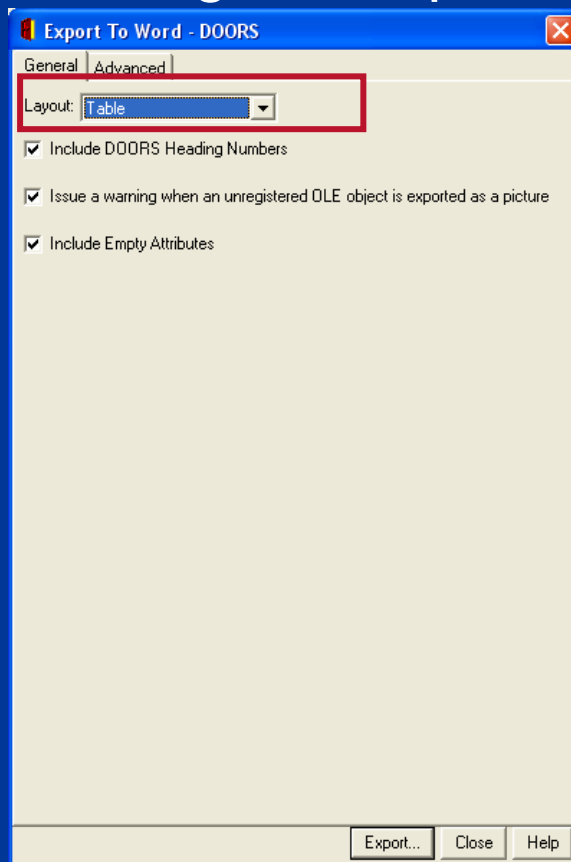 Export To Word - DOORS
General Advanced
Layout: Table
Include DOORS Heading Numbers
Issue a warning when an unregistered OLE object is exported as a picture
Include Empty Attributes
Export... Close Help